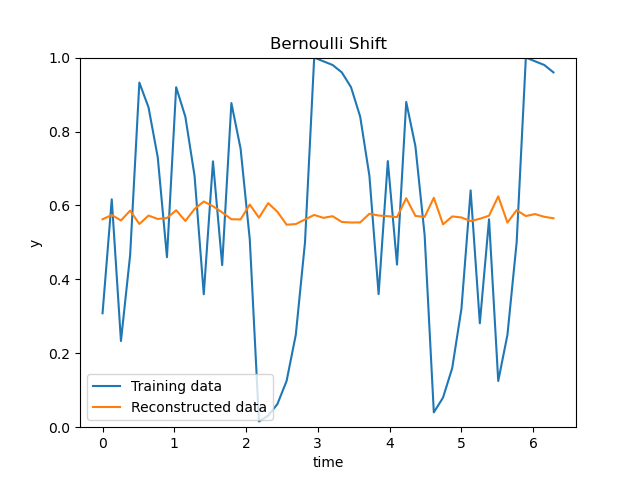 Bernoulli Shift
1.0
0.8
0.6
0.4
0.2
0.0
y
Training data
Reconstructed data
0 1 2 3 4 5 6
time